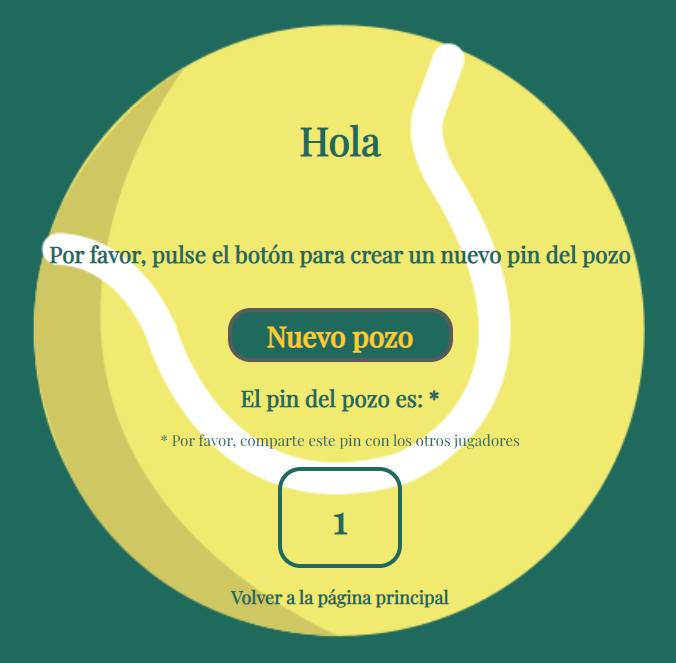 Hola
Por favor, pulse el botón para crear un nuevo pin del pozo
Nuevo pozo
El pin del pozo es: *
* Por favor, comparte este pin con los otros jugadores
1
Volver a la página principal